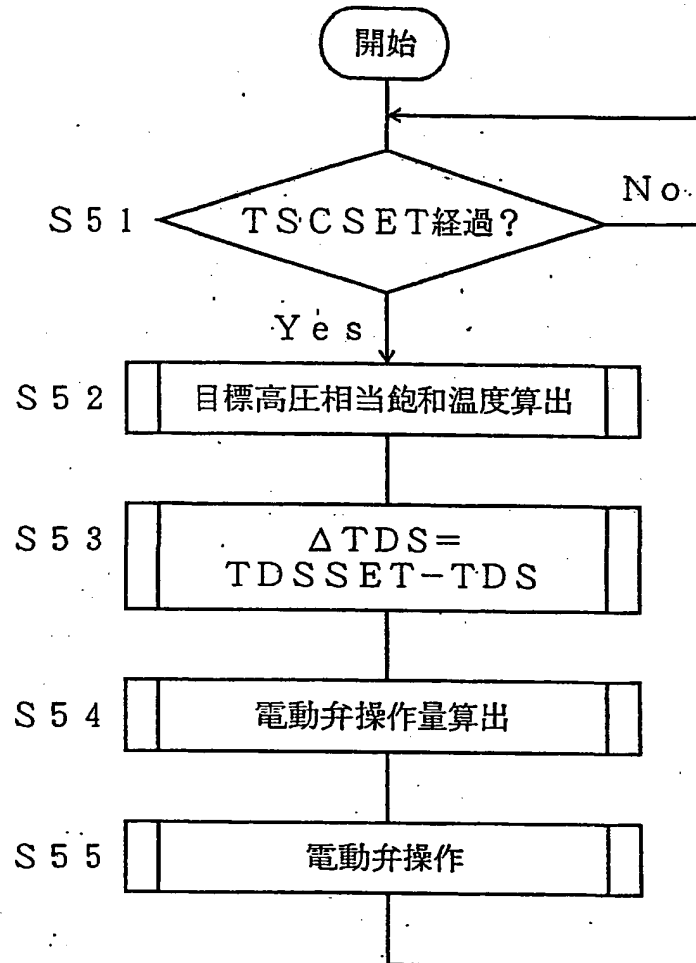 開始
S51
TSCSET経過?
No
Yes
S52
目標高圧相当飽和温度算出
S53
ΔTDS=
TDSSET-TDS
S54
電動弁操作量算出
S55
電動弁操作